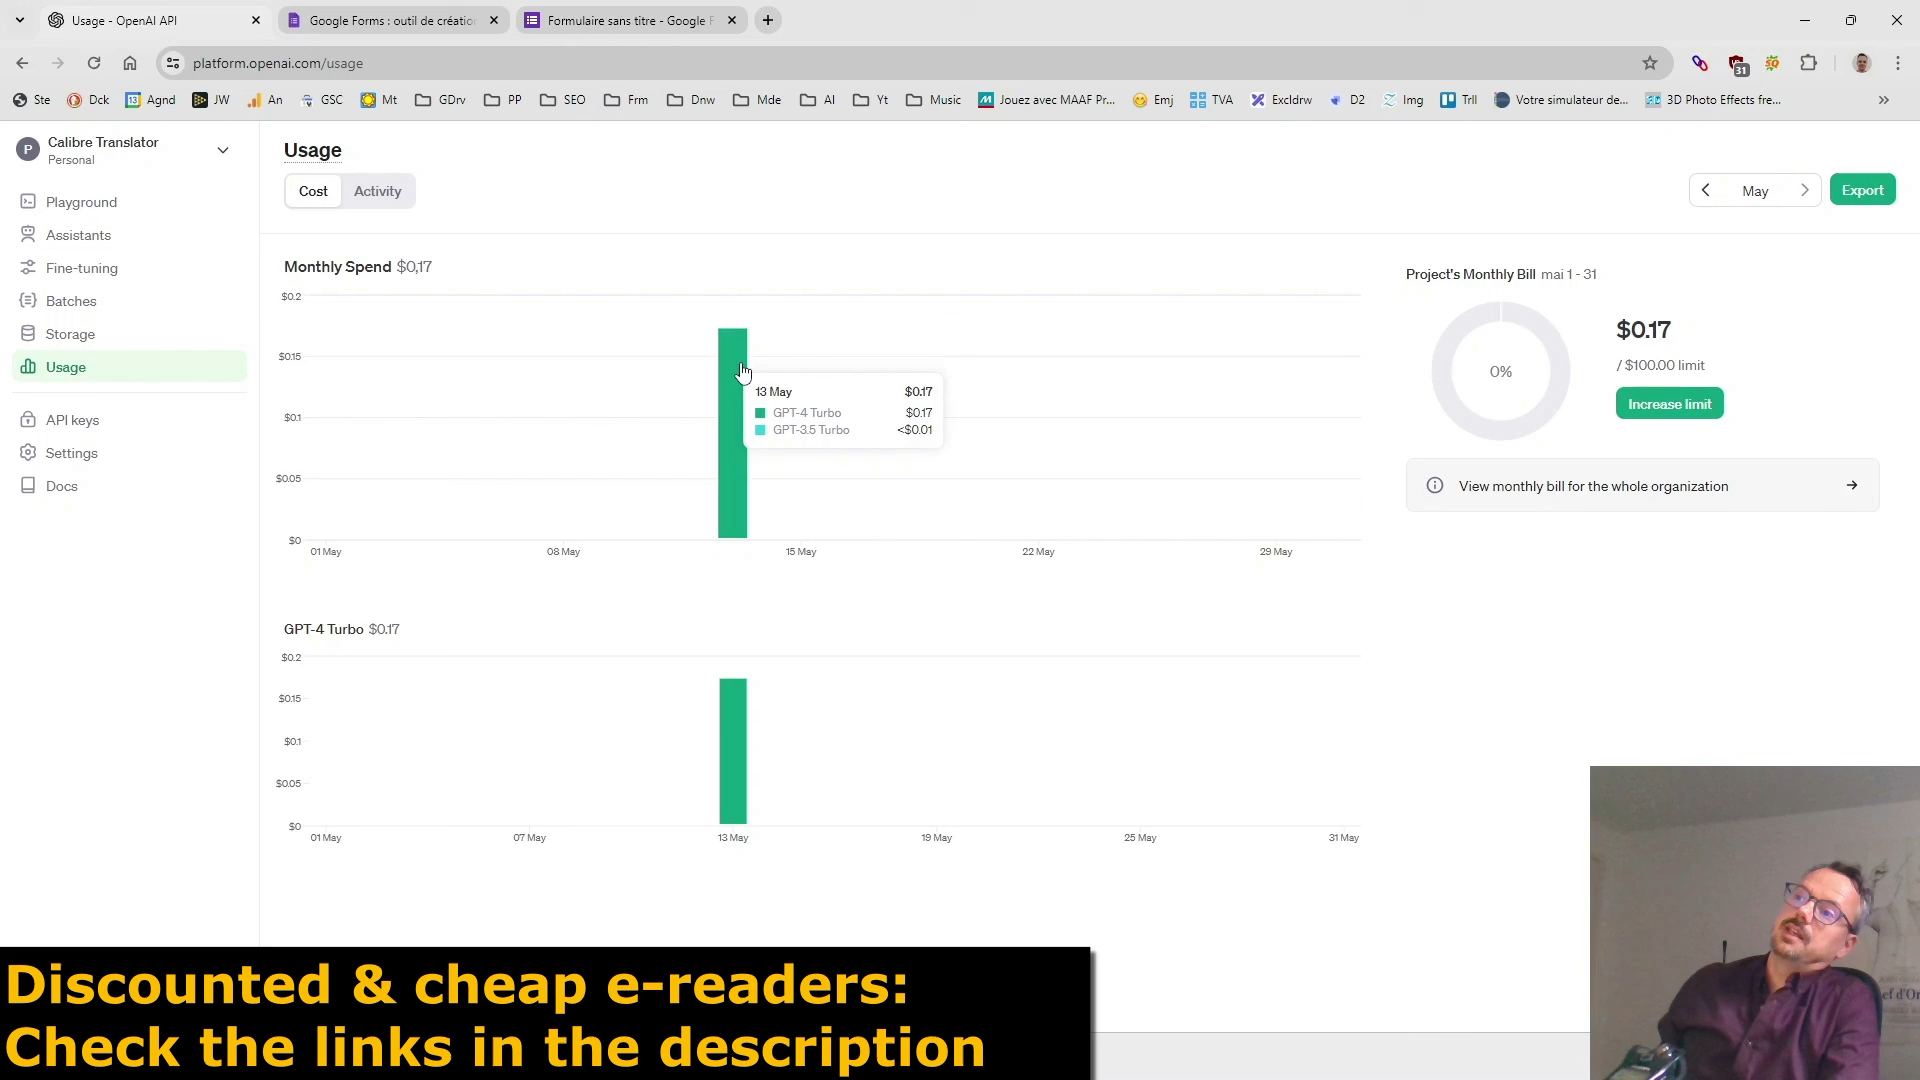 Usage - OpenAI API
Google Forms : outil de création
Formulaire sans titre - Google F
platform.openai.com/usage
31
Ste
Dck
13
Agnd
JW
An
GSC
Mt
GDrv
PP
SEO
Frm
Dnw
Mde
AI
Yt
Music
Jouez avec MAAF Pr...
Emj
TVA
Excldrw
D2
Img
Trll
Votre simulateur de...
3D Photo Effects fre...
P
Calibre Translator
Personal
Playground
Assistants
Fine-tuning
Batches
Storage
Usage
API keys
Settings
Docs
Usage
Cost
Activity
May
Export
Monthly Spend $0,17
$0.2
$0.15
$0.1
$0.05
$0
01 May
08 May
15 May
22 May
29 May
13 May $0.17
GPT-4 Turbo $0.17
GPT-3.5 Turbo <$0.01
GPT-4 Turbo $0.17
$0.2
$0.15
$0.1
$0.05
$0
01 May
07 May
13 May
19 May
25 May
31 May
Project's Monthly Bill mai 1 - 31
0%
$0.17
/ $100.00 limit
Increase limit
View monthly bill for the whole organization
Discounted & cheap e-readers:
Check the links in the description